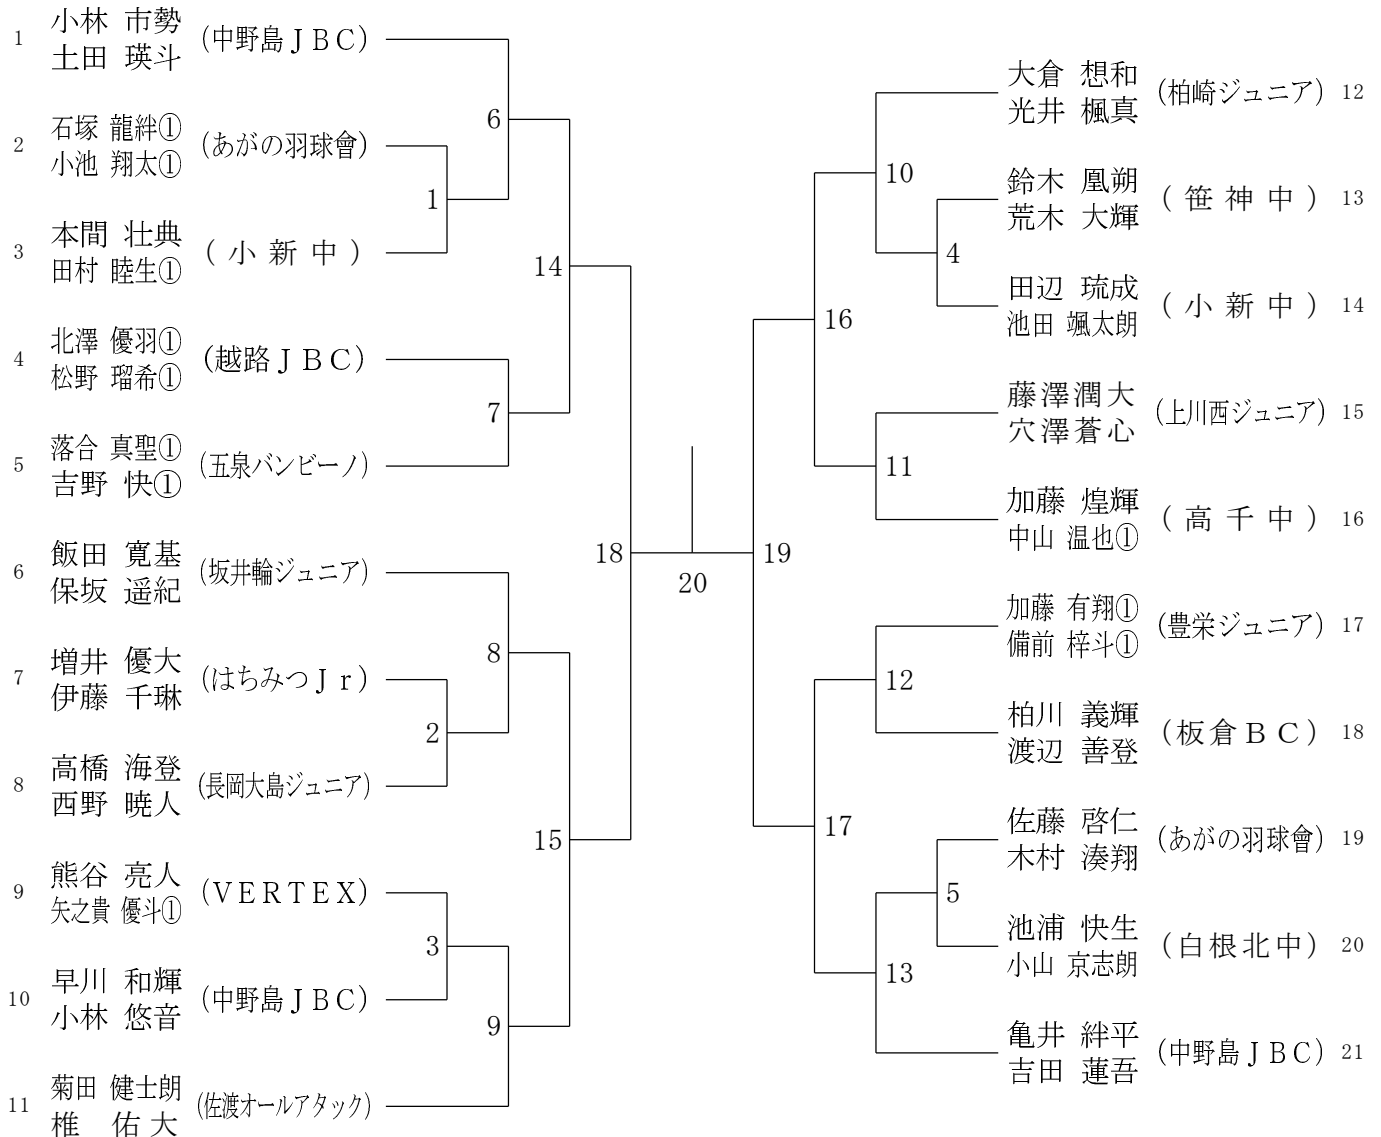 1 小林 市勢 (中野島ＪＢＣ)
土田 瑛斗
2 石塚 龍絆① (あがの羽球會)
小池 翔太①
3 本間 壮典 (小新中)
田村 睦生①
4 北澤 優羽① (越路ＪＢＣ)
松野 瑠希①
5 落合 真聖① (五泉バンビーノ)
吉野 快①
6 飯田 寛基 (坂井輪ジュニア)
保坂 遥紀
7 増井 優大 (はちみつＪｒ)
伊藤 千琳
8 高橋 海登 (長岡大島ジュニア)
西野 暁人
9 熊谷 亮人 (ＶＥＲＴＥＸ)
矢之貴 優斗①
10 早川 和輝 (中野島ＪＢＣ)
小林 悠音
11 菊田 健士朗 (佐渡オールアタック)
椎 佑大
6
1
14
7
18
8
2
15
3
9
20
大倉 想和 (柏崎ジュニア) 12
光井 楓真
鈴木 凰朔 (笹神中) 13
荒木 大輝
田辺 琉成 (小新中) 14
池田 颯太朗
藤澤潤大 (上川西ジュニア) 15
穴澤蒼心
加藤 煌輝 (高千中) 16
中山 温也①
加藤 有翔① (豊栄ジュニア) 17
備前 梓斗①
柏川 義輝 (板倉ＢＣ) 18
渡辺 善登
佐藤 啓仁 (あがの羽球會) 19
木村 湊翔
池浦 快生 (白根北中) 20
小山 京志朗
亀井 絆平 (中野島ＪＢＣ) 21
吉田 蓮吾
10
4
16
11
19
12
17
5
13